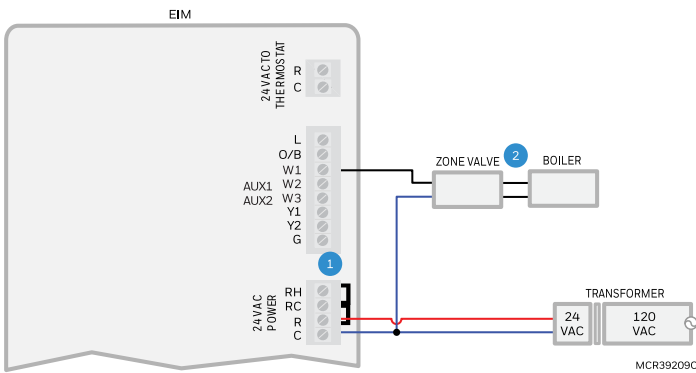 EIM
24 VAC TO
THERMOSTAT
R
C
L
O/B
W1
AUX1 W2
AUX2 W3
Y1
Y2
G
1
24 VAC
POWER
RH
RC
R
C
ZONE VALVE
2
BOILER
TRANSFORMER
24
VAC
120
VAC
MCR39209C